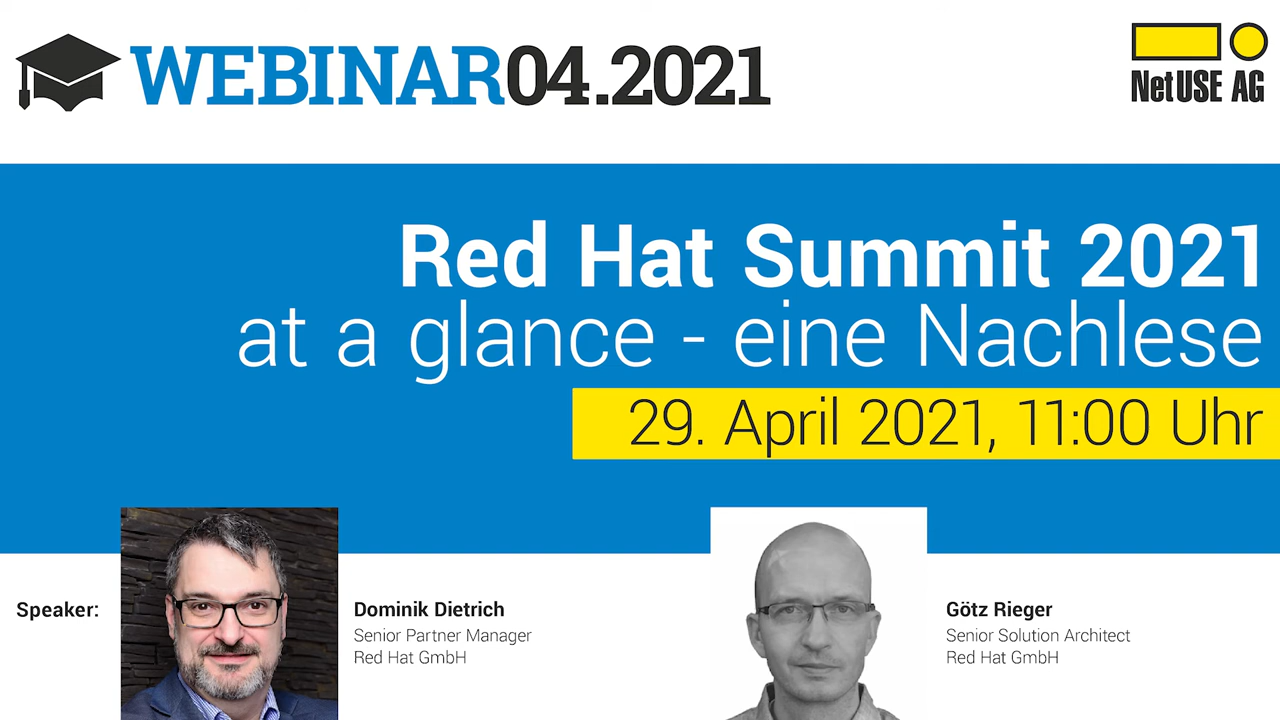 WEBINAR04.2021
NetUSE AG
Red Hat Summit 2021
at a glance - eine Nachlese
29. April 2021, 11:00 Uhr
Speaker:
Dominik Dietrich
Senior Partner Manager
Red Hat GmbH
Götz Rieger
Senior Solution Architect
Red Hat GmbH